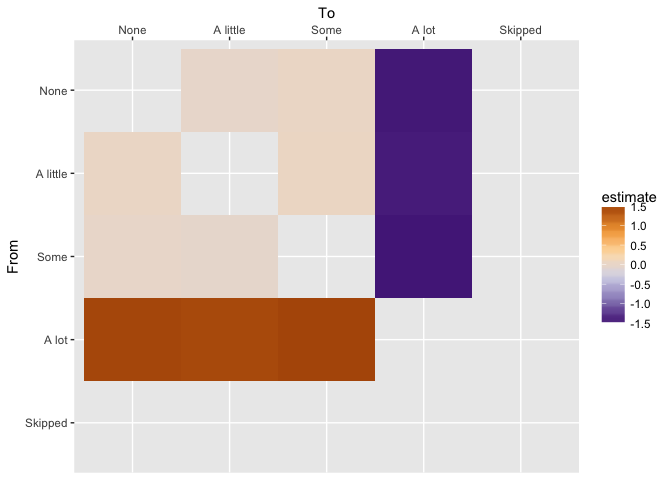 To
None A little Some A lot Skipped
From
None
A little
Some
A lot
Skipped
estimate
1.5
1.0
0.5
0.0
-0.5
-1.0
-1.5